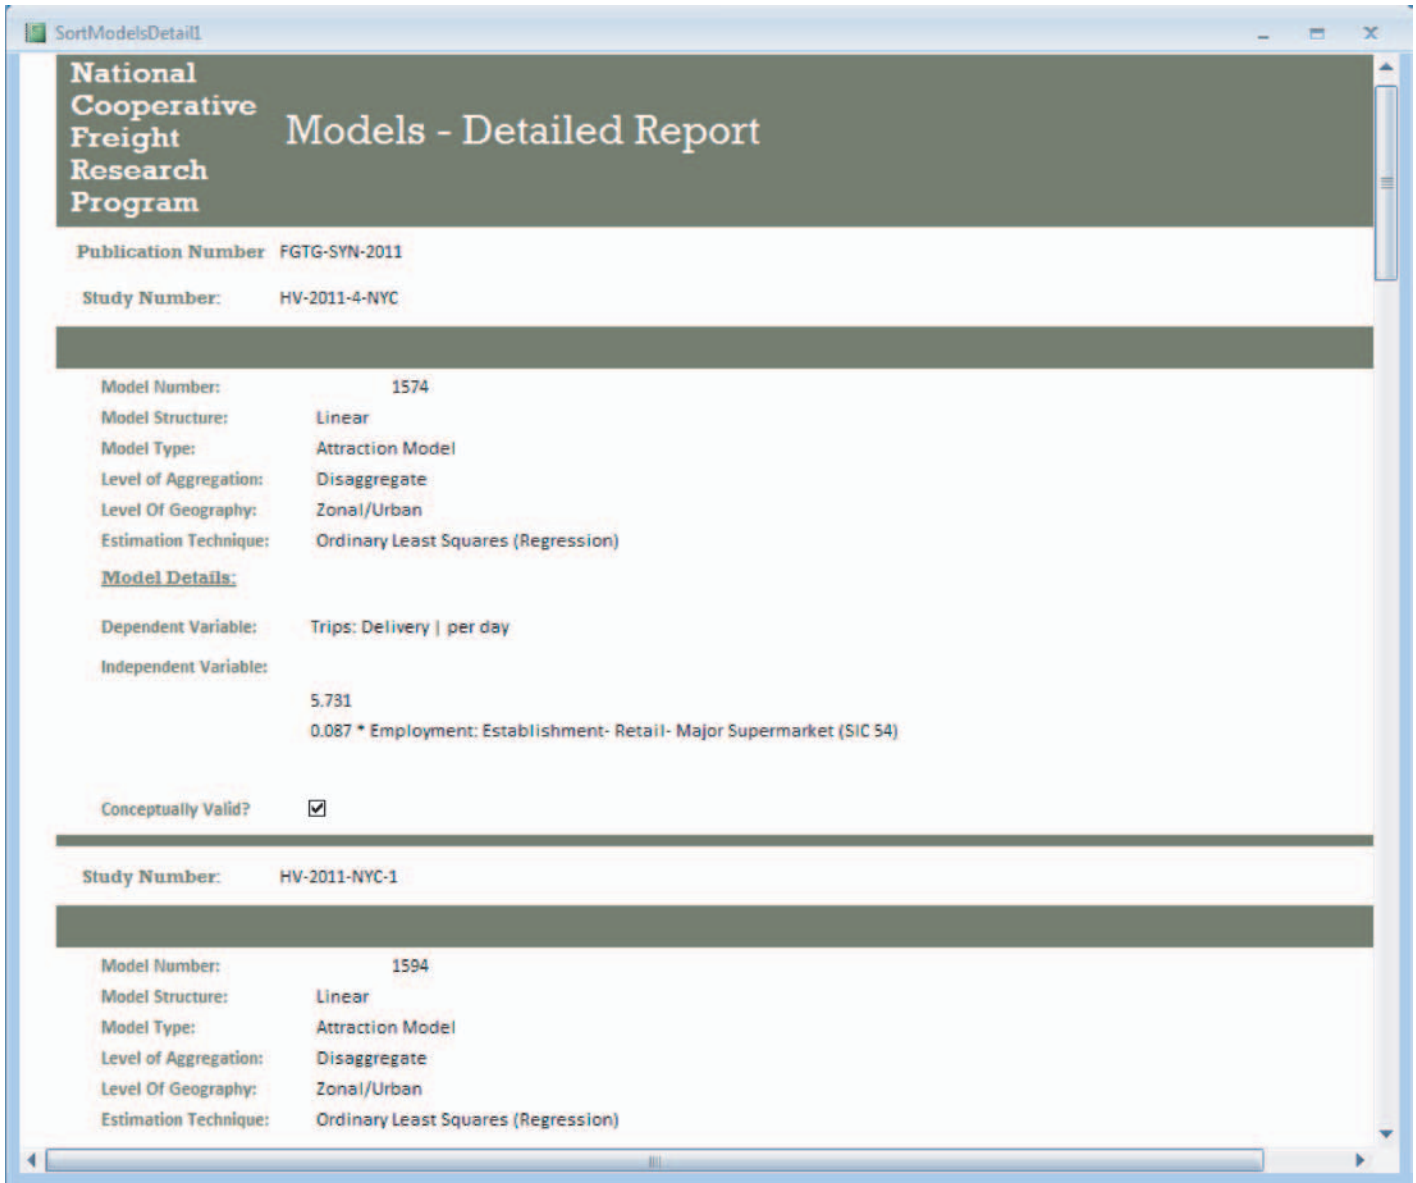 SortModelsDetail1
National
Cooperative
Freight
Research
Program
Models - Detailed Report
Publication Number FGTG-SYN-2011
Study Number: HV-2011-4-NYC
Model Number: 1574
Model Structure: Linear
Model Type: Attraction Model
Level of Aggregation: Disaggregate
Level Of Geography: Zonal/Urban
Estimation Technique: Ordinary Least Squares (Regression)
Model Details:
Dependent Variable: Trips: Delivery | per day
Independent Variable:
5.731
0.087 * Employment: Establishment- Retail- Major Supermarket (SIC 54)
Conceptually Valid?
Study Number: HV-2011-NYC-1
Model Number: 1594
Model Structure: Linear
Model Type: Attraction Model
Level of Aggregation: Disaggregate
Level Of Geography: Zonal/Urban
Estimation Technique: Ordinary Least Squares (Regression)